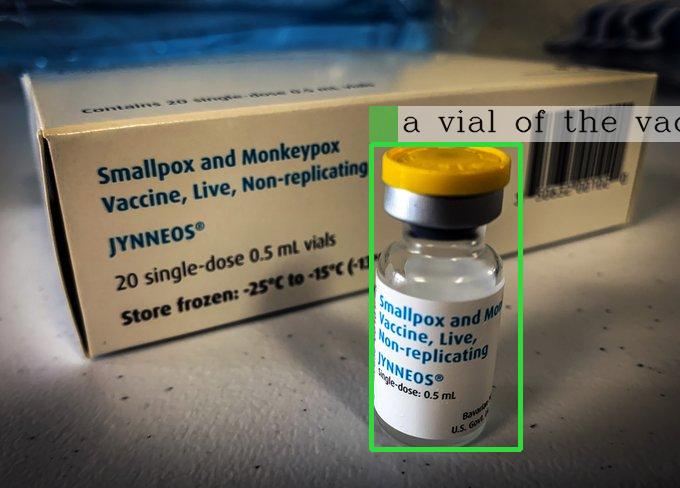 Contains 20 single-dose 0.5 mL vials
Smallpox and Monkeypox
Vaccine, Live, Non-replicating
JYNNEOS®
20 single-dose 0.5 mL vials
Store frozen: -25°C to -15°C
a vial of the
Smallpox and
Vaccine, Live,
Non-replicating
JYNNEOS®
single-dose: 0.5 mL
U.S. Govt.